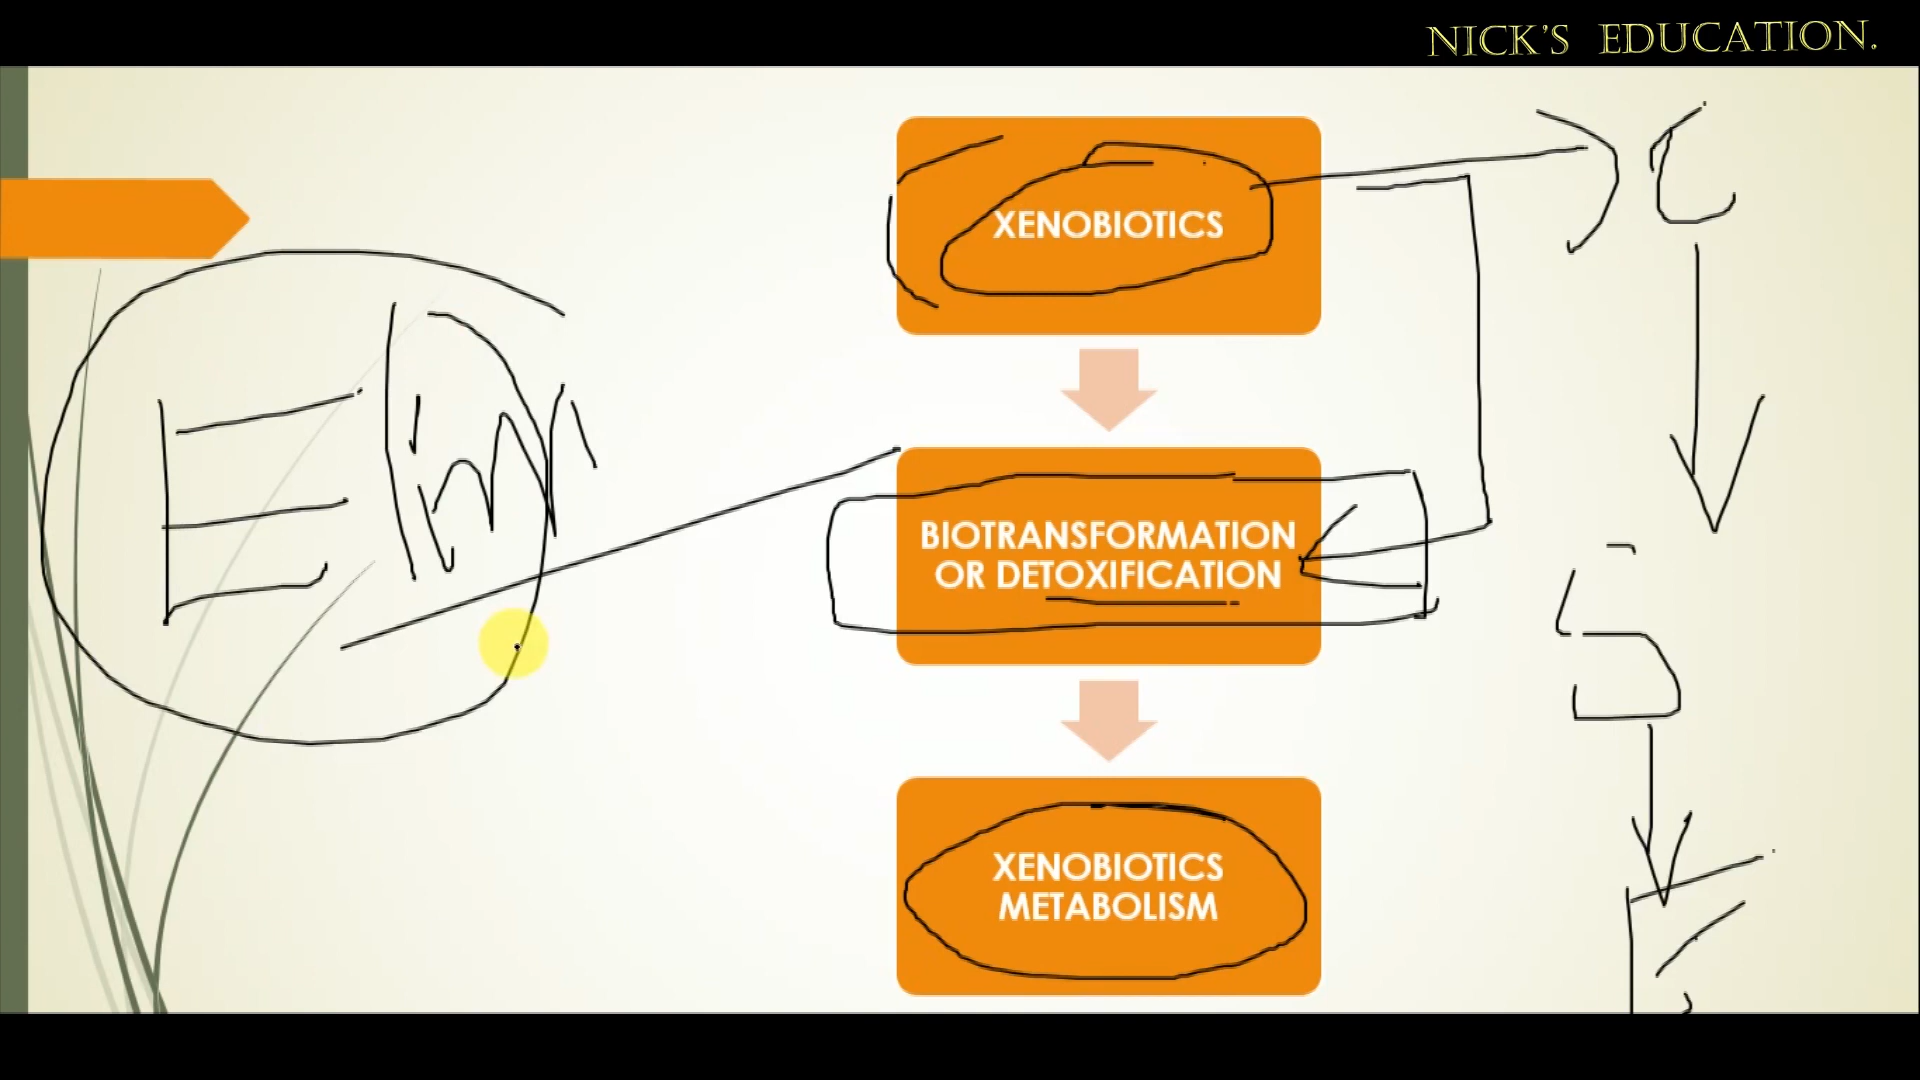 NICK'S EDUCATION.
XENOBIOTICS
BIOTRANSFORMATION
OR DETOXIFICATION
XENOBIOTICS
METABOLISM